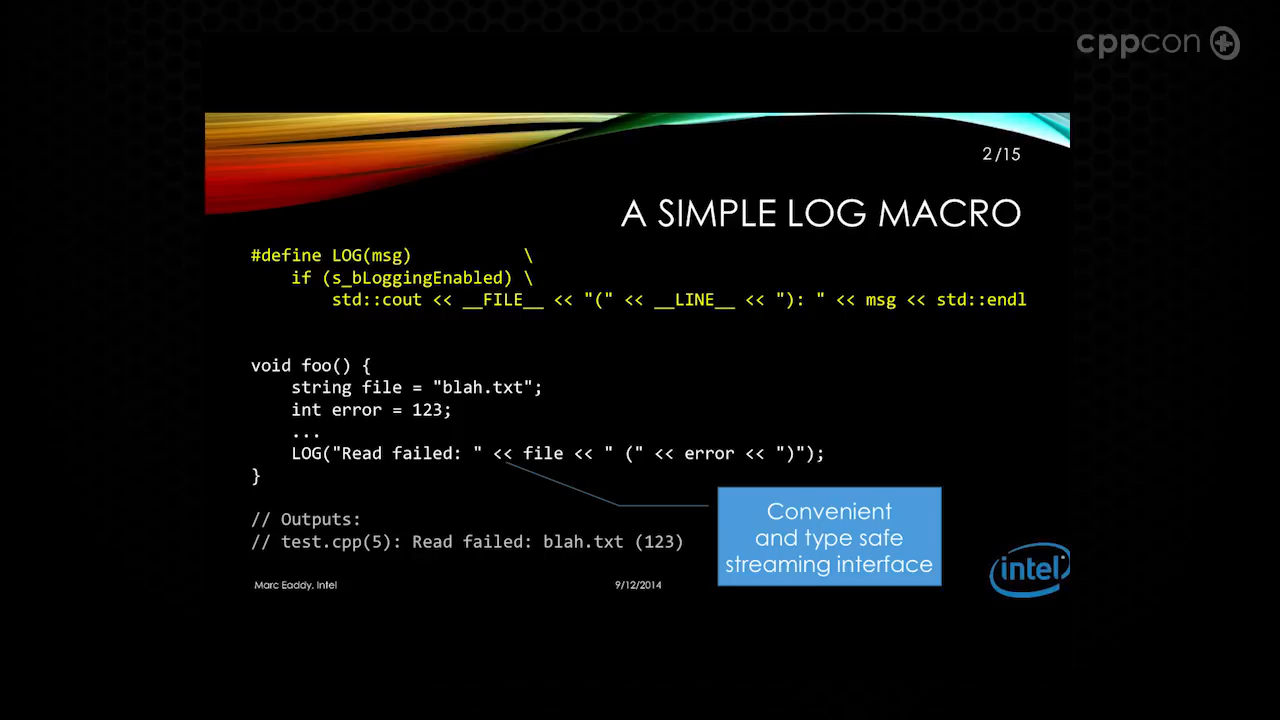 cppcon
2/15
A SIMPLE LOG MACRO
#define LOG(msg) \
if (s_bLoggingEnabled) \
std::cout << __FILE__ << "(" << __LINE__ << "): " << msg << std::endl
void foo() {
string file = "blah.txt";
int error = 123;
...
LOG("Read failed: " << file << " (" << error << ")");
}
// Outputs:
// test.cpp(5): Read failed: blah.txt (123)
Convenient
and type safe
streaming interface
Marc Eaddy, Intel
9/12/2014
intel